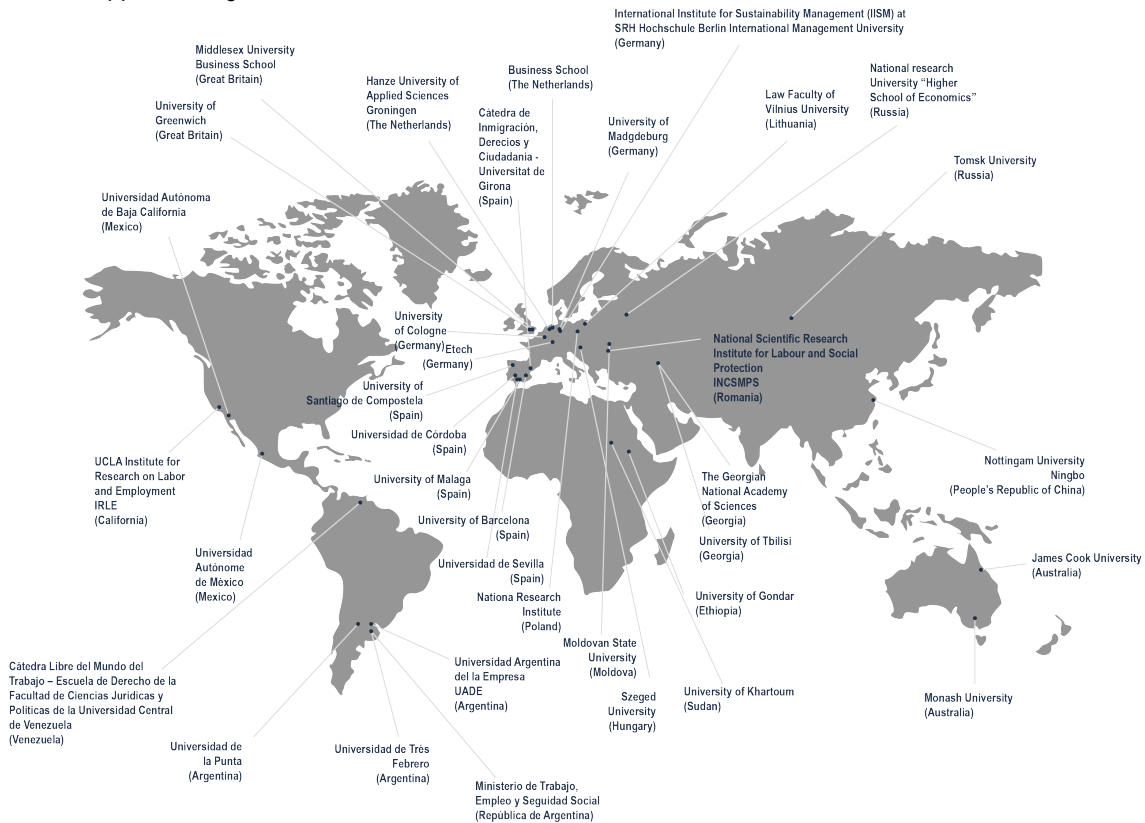 International Institute for Sustainability Management (IISM) at
SRH Hochschule Berlin International Management University
(Germany)
Middlesex University
Business School
(Great Britain)
Hanze University of
Applied Sciences
Groningen
(The Netherlands)
Business School
(The Netherlands)
National research
University “Higher
School of Economics”
(Russia)
Law Faculty of
Vilnius University
(Lithuania)
University of
Greenwich
(Great Britain)
Càtedra de
Inmigración,
Derecios y
Ciudadania -
Universitat de
Girona
(Spain)
University of
Madgdeburg
(Germany)
Tomsk University
(Russia)
Universidad Autònoma
de Baja California
(Mexico)
University
of Cologne
(Germany)
Etech
(Germany)
National Scientific Research
Institute for Labour and Social
Protection
INCSMPS
(Romania)
University of
Santiago de Compostela
(Spain)
Universidad de Córdoba
(Spain)
UCLA Institute for
Research on Labor
and Employment
IRLE
(California)
University of Malaga
(Spain)
The Georgian
National Academy
of Sciences
(Georgia)
Nottingam University
Ningbo
(People’s Republic of China)
University of Barcelona
(Spain)
University of Tbilisi
(Georgia)
Universidad
Autònome
de Mèxico
(Mexico)
Universidad de Sevilla
(Spain)
James Cook University
(Australia)
Nationa Research
Institute
(Poland)
University of Gondar
(Ethiopia)
Moldovan State
University
(Moldova)
Càtedra Libre del Mundo del
Trabajo – Escuela de Derecho de la
Facultad de Ciencias Juridicas y
Politicas de la Universidad Central
de Venezuela
(Venezuela)
Universidad Argentina
del la Empresa
UADE
(Argentina)
Szeged
University
(Hungary)
University of Khartoum
(Sudan)
Monash University
(Australia)
Universidad de
la Punta
(Argentina)
Universidad de Très
Febrero
(Argentina)
Ministerio de Trabajo,
Empleo y Seguidad Social
(Repùblica de Argentina)